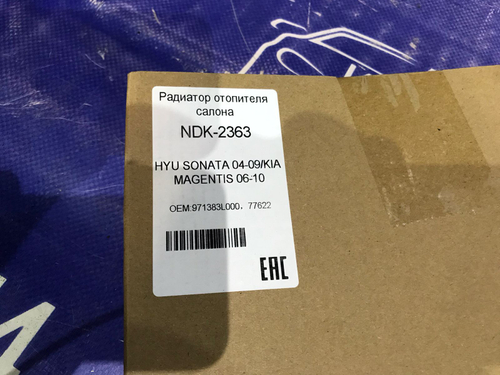 Радиатор отопителя
салона
NDK-2363
HYU SONATA 04-09/KIA
MAGENTIS 06-10
OEM:971383L000, 77622
EAC